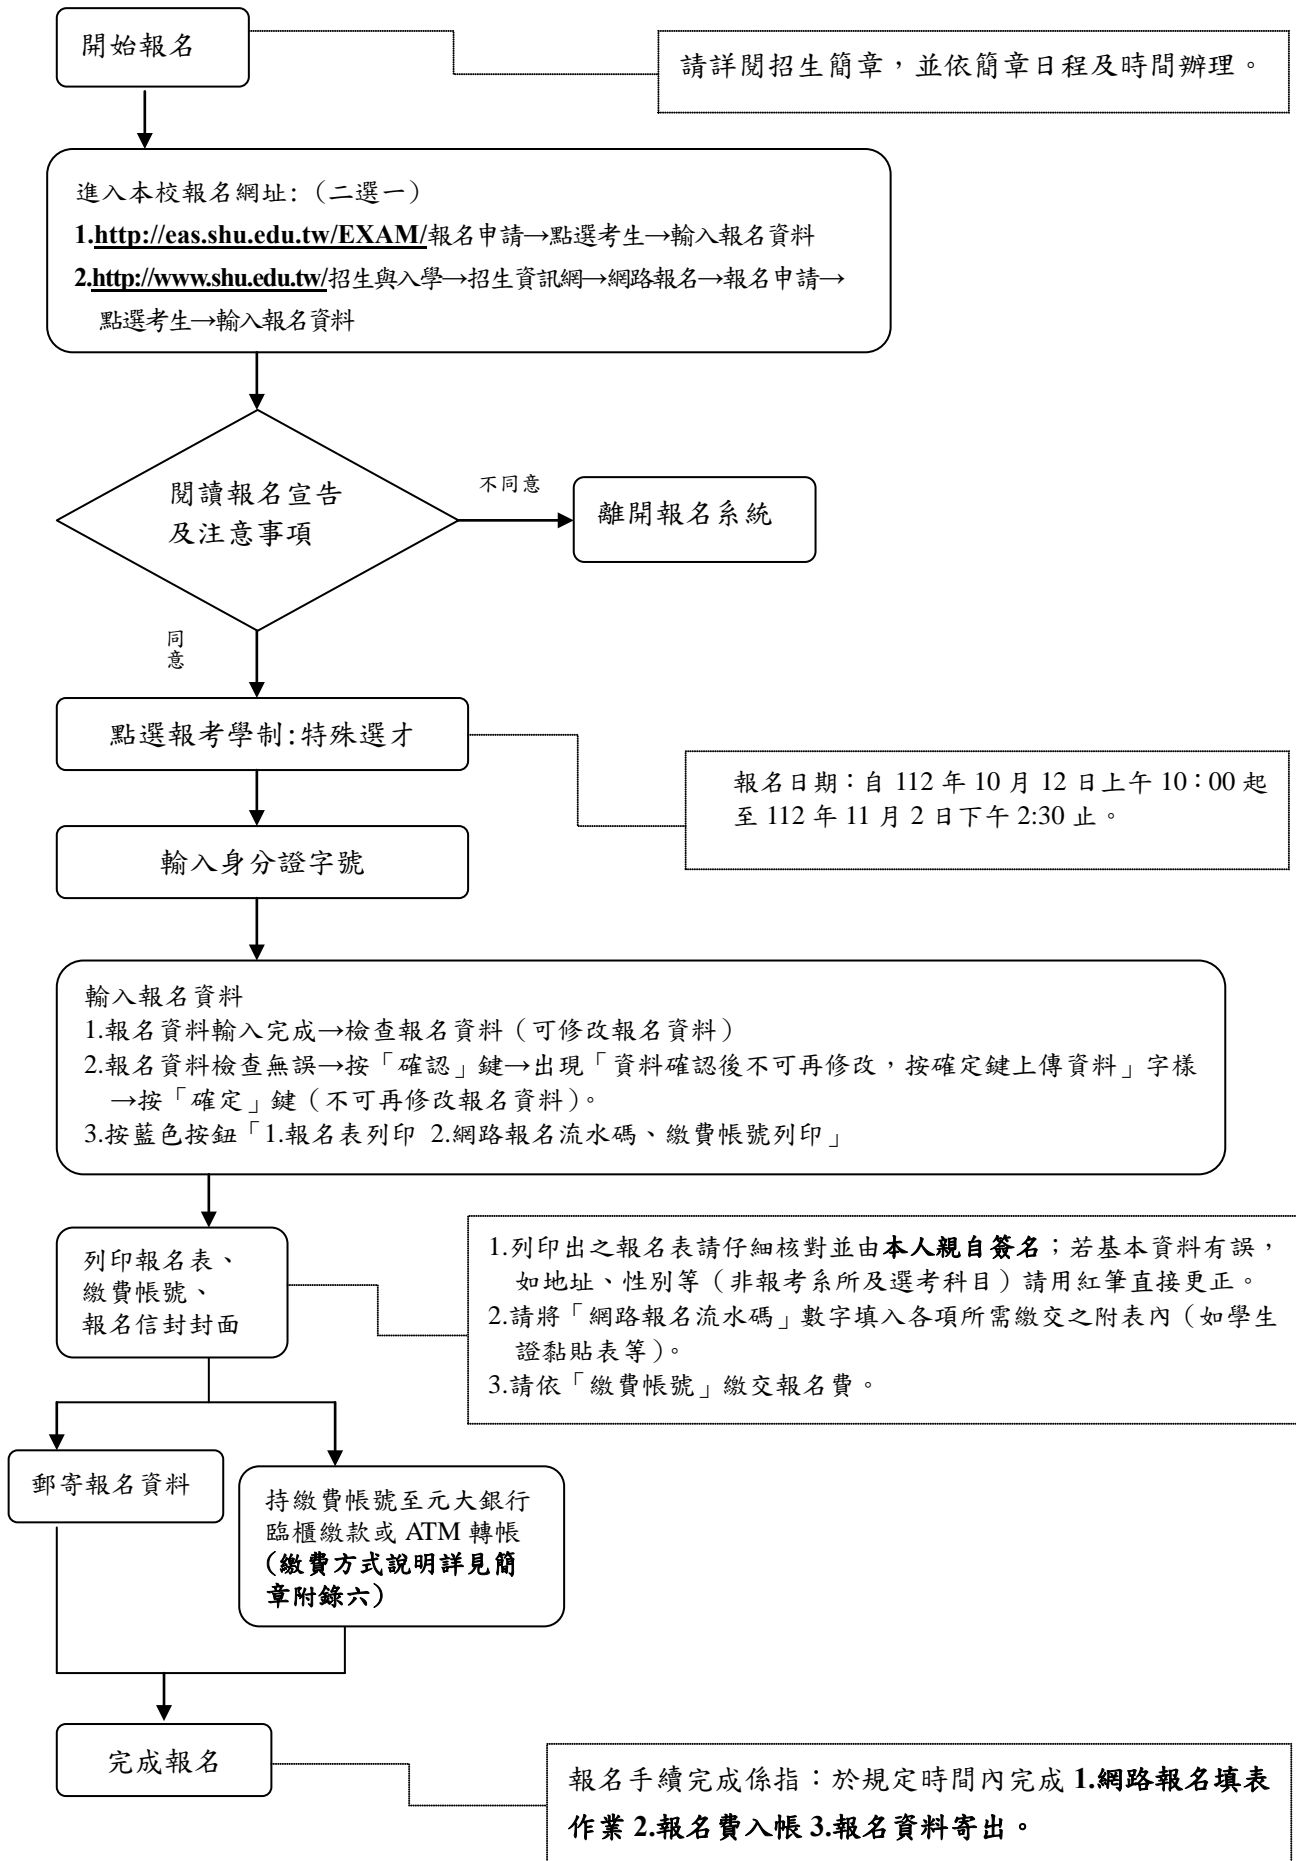 開始報名
請詳閱招生簡章，並依簡章日程及時間辦理。
進入本校報名網址:（二選一）
1.http://eas.shu.edu.tw/EXAM/報名申請→點選考生→輸入報名資料
2.http://www.shu.edu.tw/招生與入學→招生資訊網→網路報名→報名申請→
點選考生→輸入報名資料
閱讀報名宣告
及注意事項
不同意
離開報名系統
同
意
點選報考學制:特殊選才
報名日期：自 112 年 10 月 12 日上午 10：00 起
至 112 年 11 月 2 日下午 2:30 止。
輸入身分證字號
輸入報名資料
1.報名資料輸入完成→檢查報名資料（可修改報名資料）
2.報名資料檢查無誤→按「確認」鍵→出現「資料確認後不可再修改，按確定鍵上傳資料」字樣
→按「確定」鍵（不可再修改報名資料）。
3.按藍色按鈕「1.報名表列印 2.網路報名流水碼、繳費帳號列印」
列印報名表、
繳費帳號、
報名信封封面
1.列印出之報名表請仔細核對並由本人親自簽名；若基本資料有誤，
如地址、性別等（非報考系所及選考科目）請用紅筆直接更正。
2.請將「網路報名流水碼」數字填入各項所需繳交之附表內（如學生
證黏貼表等）。
3.請依「繳費帳號」繳交報名費。
郵寄報名資料
持繳費帳號至元大銀行
臨櫃繳款或 ATM 轉帳
（繳費方式說明詳見簡
章附錄六）
完成報名
報名手續完成係指：於規定時間內完成 1.網路報名填表
作業 2.報名費入帳 3.報名資料寄出。